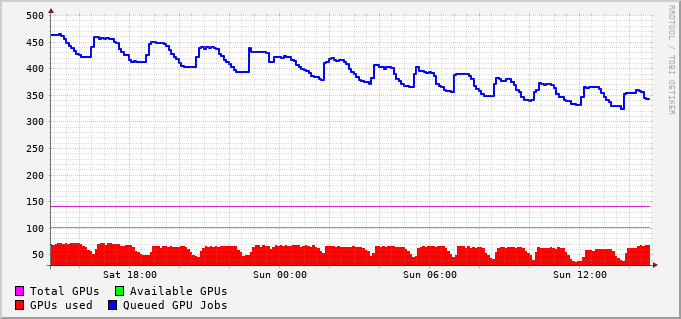 500
450
400
350
300
250
200
150
100
50
Sat 18:00 Sun 00:00 Sun 06:00 Sun 12:00
Total GPUs Available GPUs
GPUs used Queued GPU Jobs
RRDTOOL / TOBI OETIKER